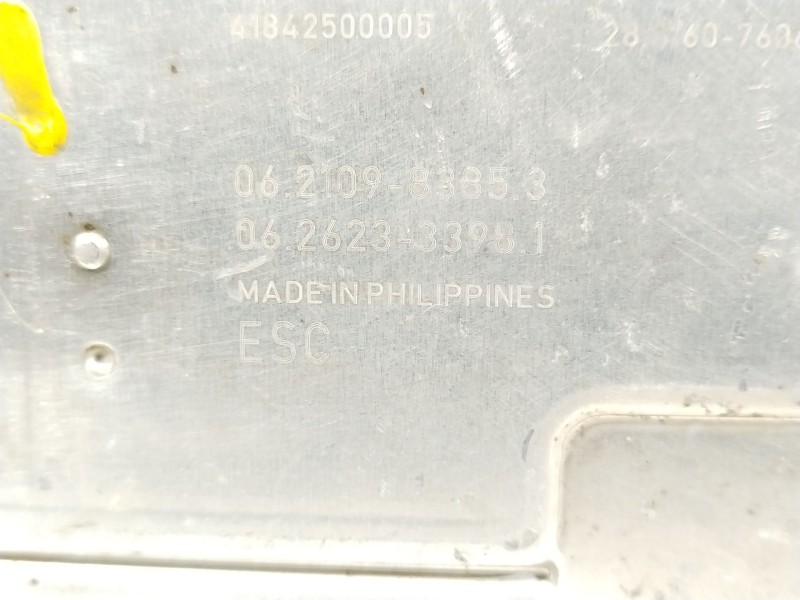 41842500005
06.2109-8385.3
06.2623-3398.1
MADE IN PHILIPPINES
ESC